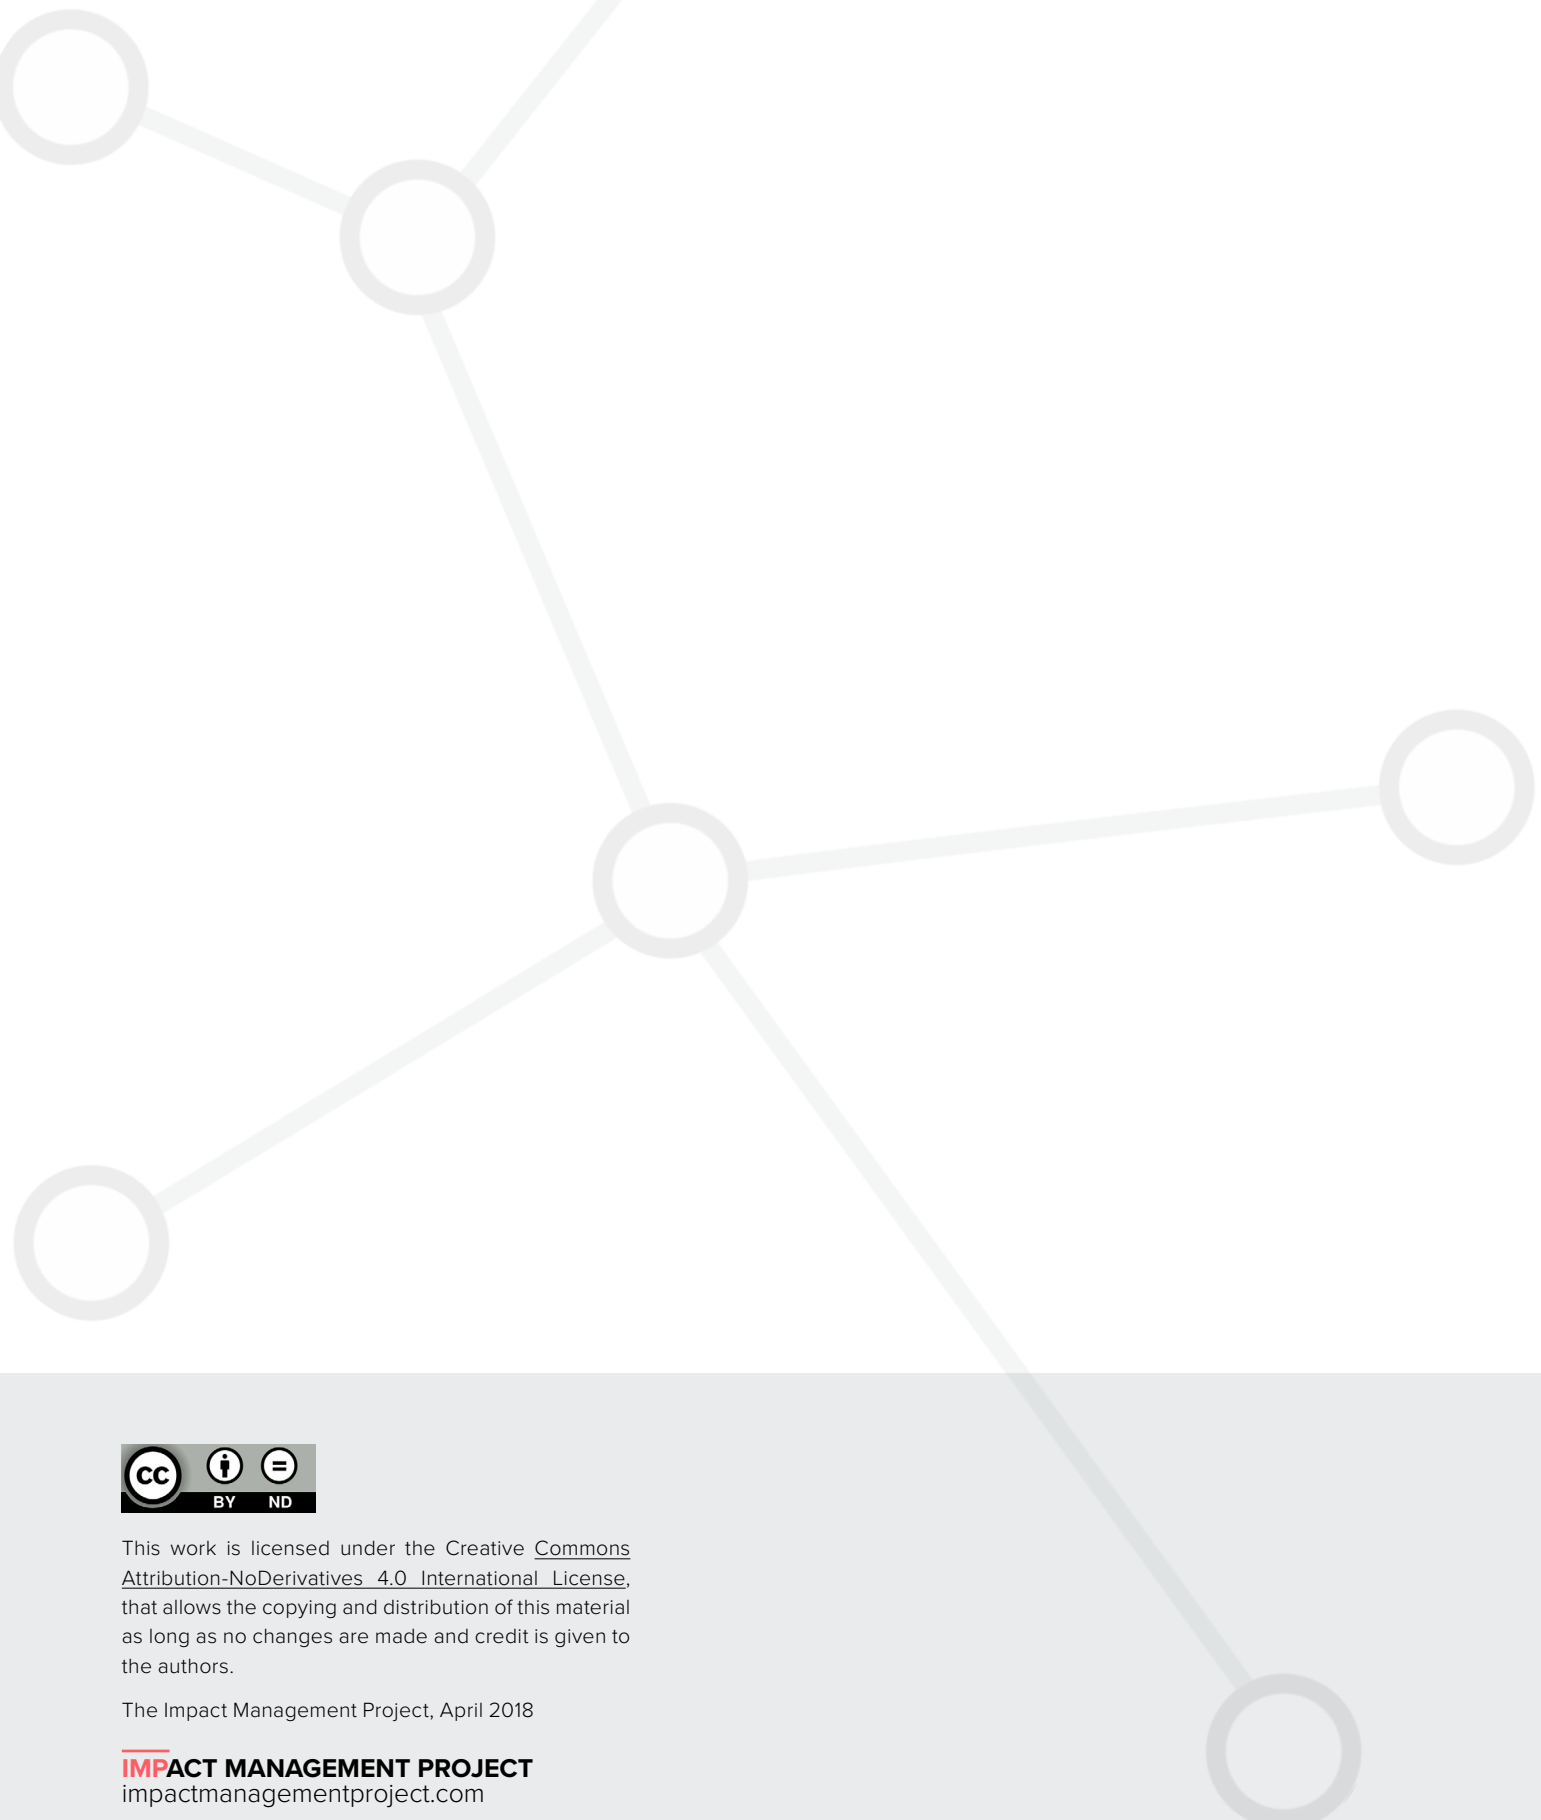 cc
BY ND
This work is licensed under the Creative Commons
Attribution-NoDerivatives 4.0 International License,
that allows the copying and distribution of this material
as long as no changes are made and credit is given to
the authors.
The Impact Management Project, April 2018
IMPACT MANAGEMENT PROJECT
impactmanagementproject.com